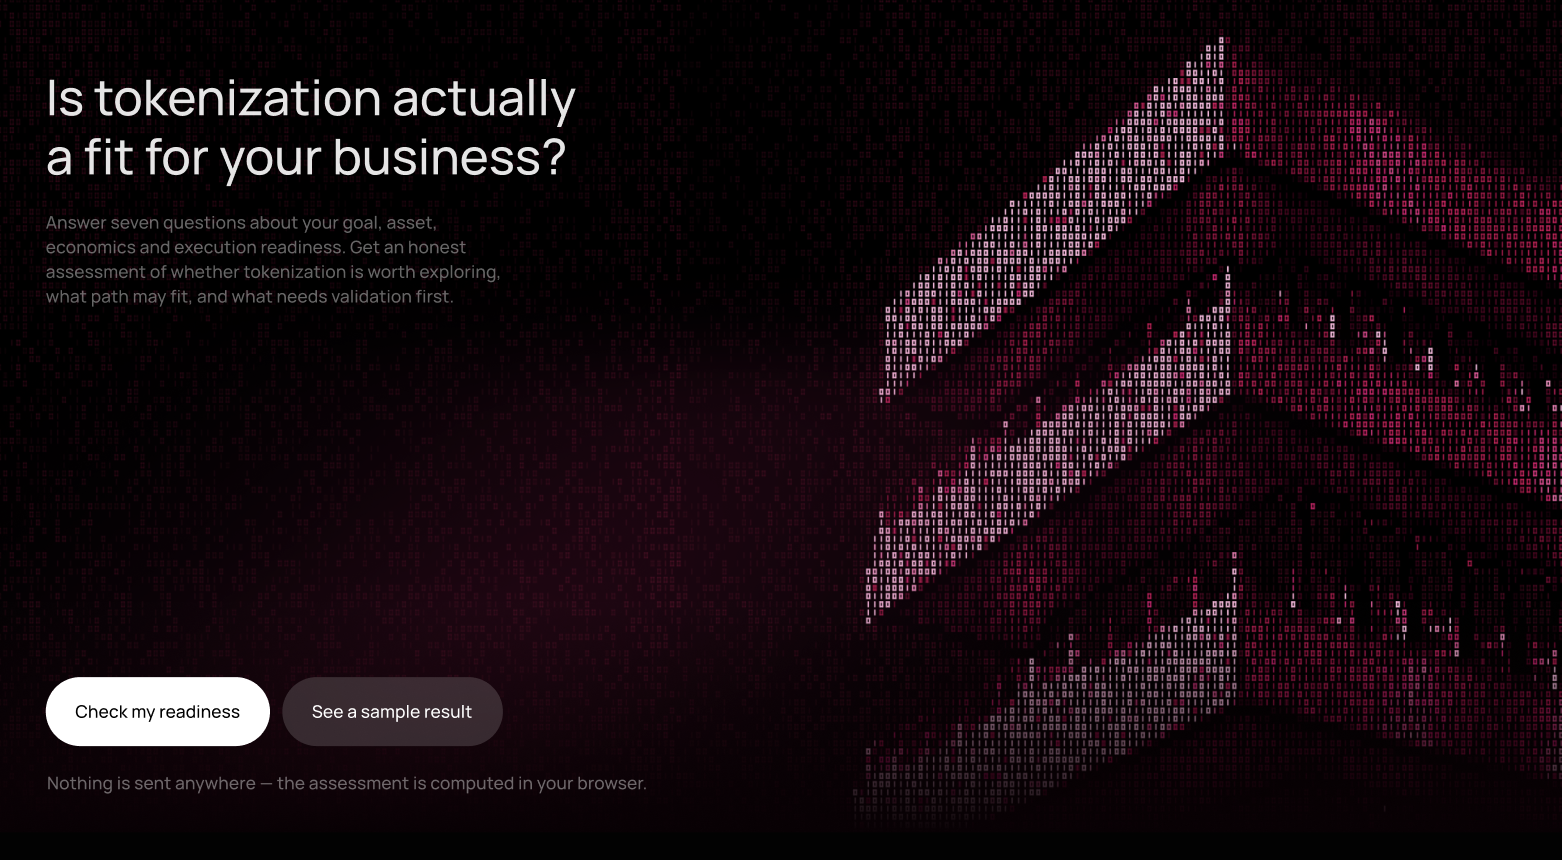 Is tokenization actually
a fit for your business?
Answer seven questions about your goal, asset,
economics and execution readiness. Get an honest
assessment of whether tokenization is worth exploring,
what path may fit, and what needs validation first.
Check my readiness
See a sample result
Nothing is sent anywhere — the assessment is computed in your browser.